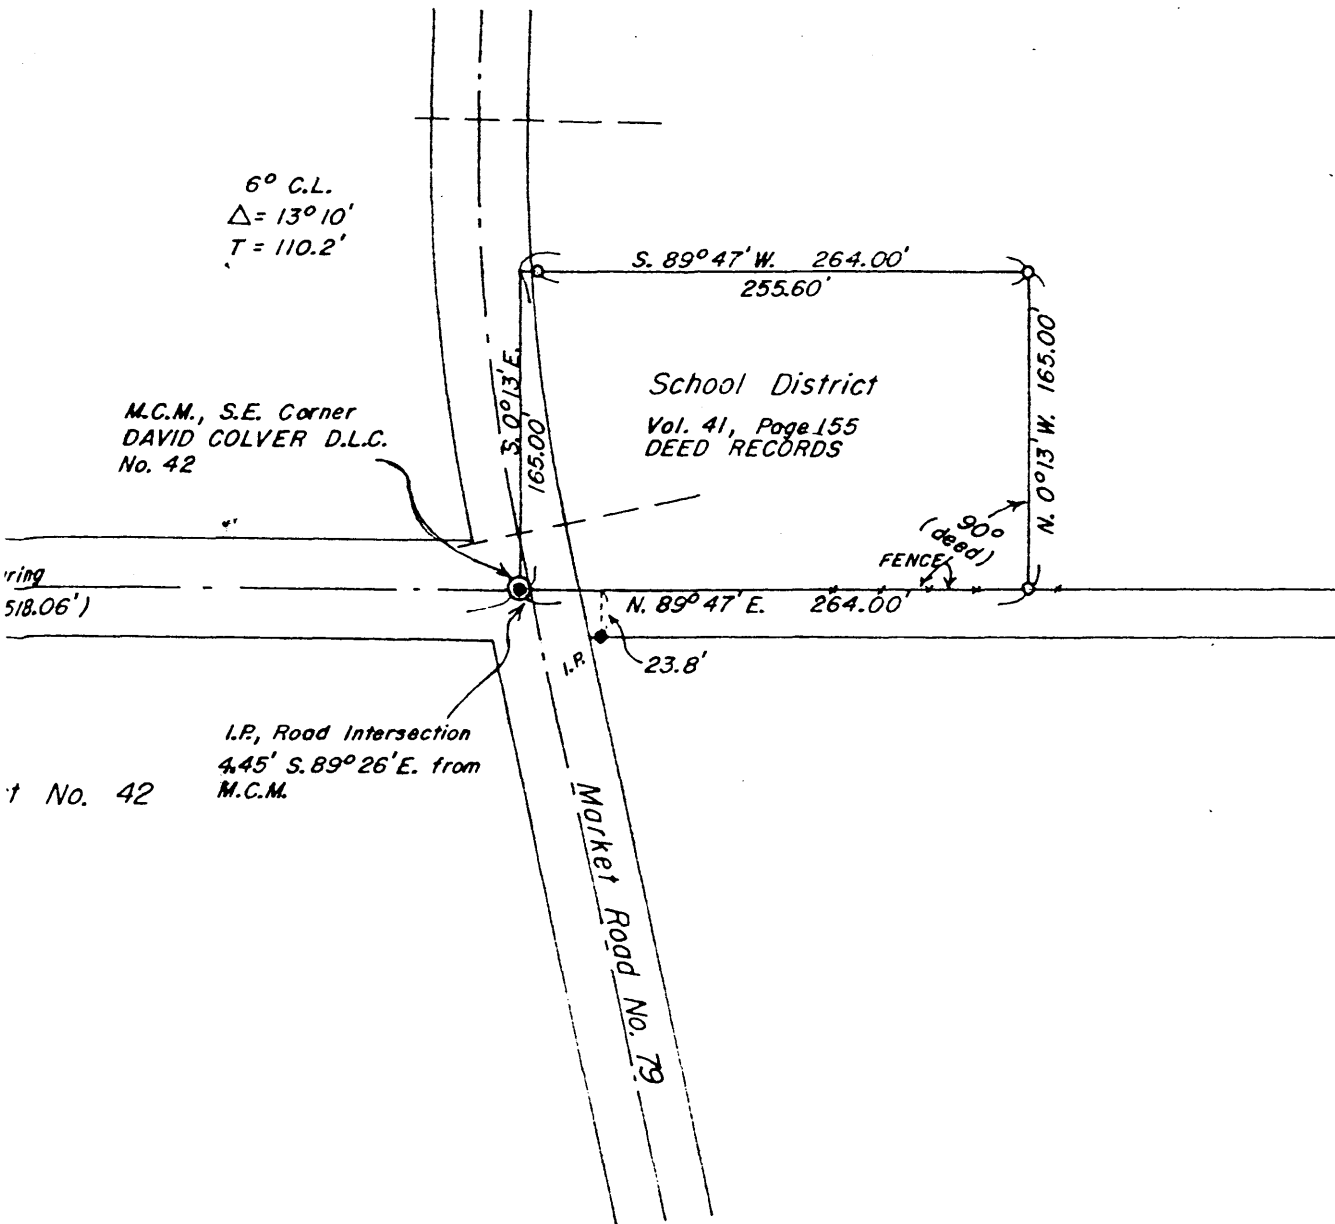 6° C.L.
Δ= 13° 10'
T = 110.2'
S. 89° 47' W. 264.00'
255.60'
S. 0° 13' E.
165.00'
N. 0° 13' W. 165.00'
School District
Vol. 41, Page 155
DEED RECORDS
M.C.M., S.E. Corner
DAVID COLVER D.L.C.
No. 42
90°
(deed)
FENCE
518.06')
N. 89° 47' E. 264.00'
I.P.
23.8'
I.P., Road Intersection
4.45' S. 89° 26' E. from
M.C.M.
No. 42
Market Road No. 79